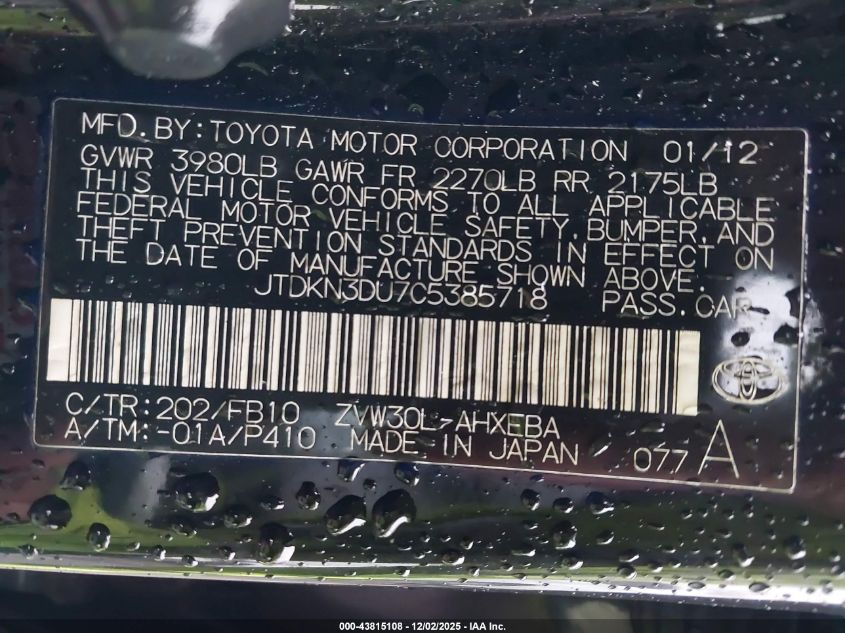 MFD.BY:TOYOTA MOTOR CORPORATION 01/12
GVWR 3980LB GAWR FR 2270LB RR 2175LB
THIS VEHICLE CONFORMS TO ALL APPLICABLE
FEDERAL MOTOR VEHICLE SAFETY,BUMPER,AND
THEFT PREVENTION STANDARDS IN EFFECT ON
THE DATE OF MANUFACTURE SHOWN ABOVE.
JTDKN3DU7C5385718 PASS.CAR
C/TR:202/FB10 ZVW30L-AHXEBA
A/TM:-01A/P410 MADE IN JAPAN 077 A
000-43815108 - 12/02/2025 - IAA Inc.